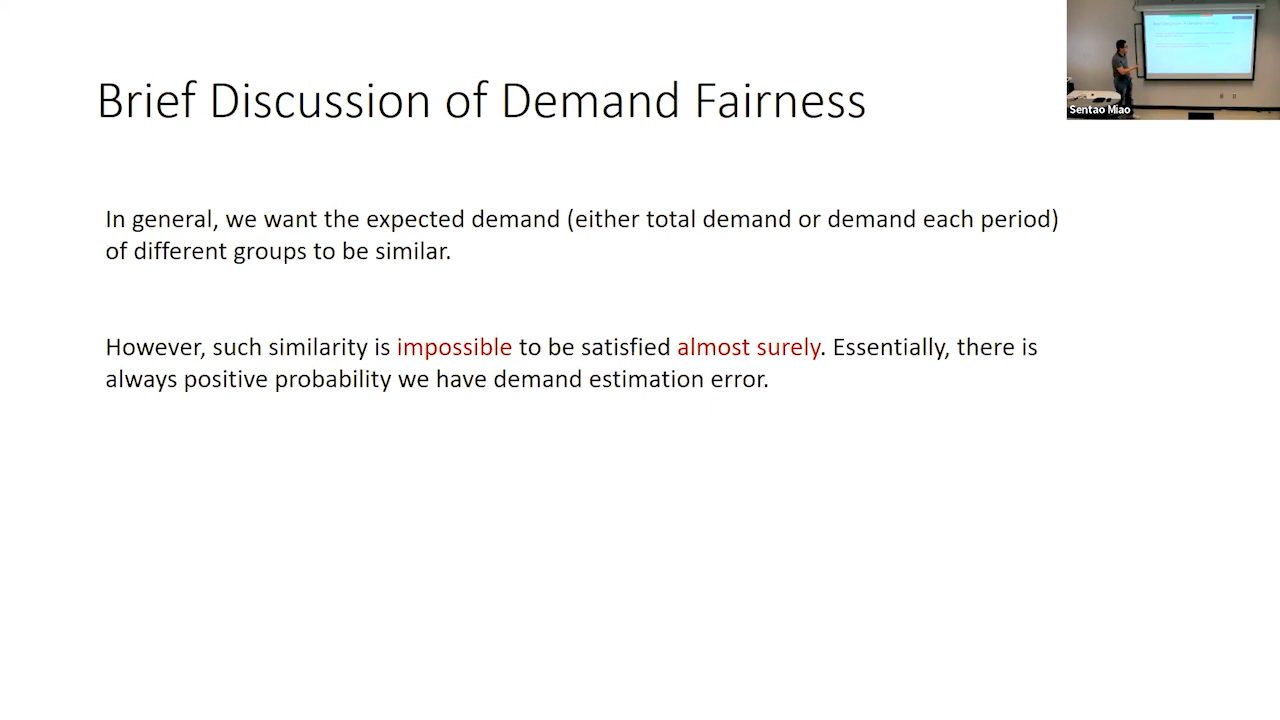 Brief Discussion of Demand Fairness
In general, we want the expected demand (either total demand or demand each period)
of different groups to be similar.
However, such similarity is impossible to be satisfied almost surely. Essentially, there is
always positive probability we have demand estimation error.
Sentao Miao